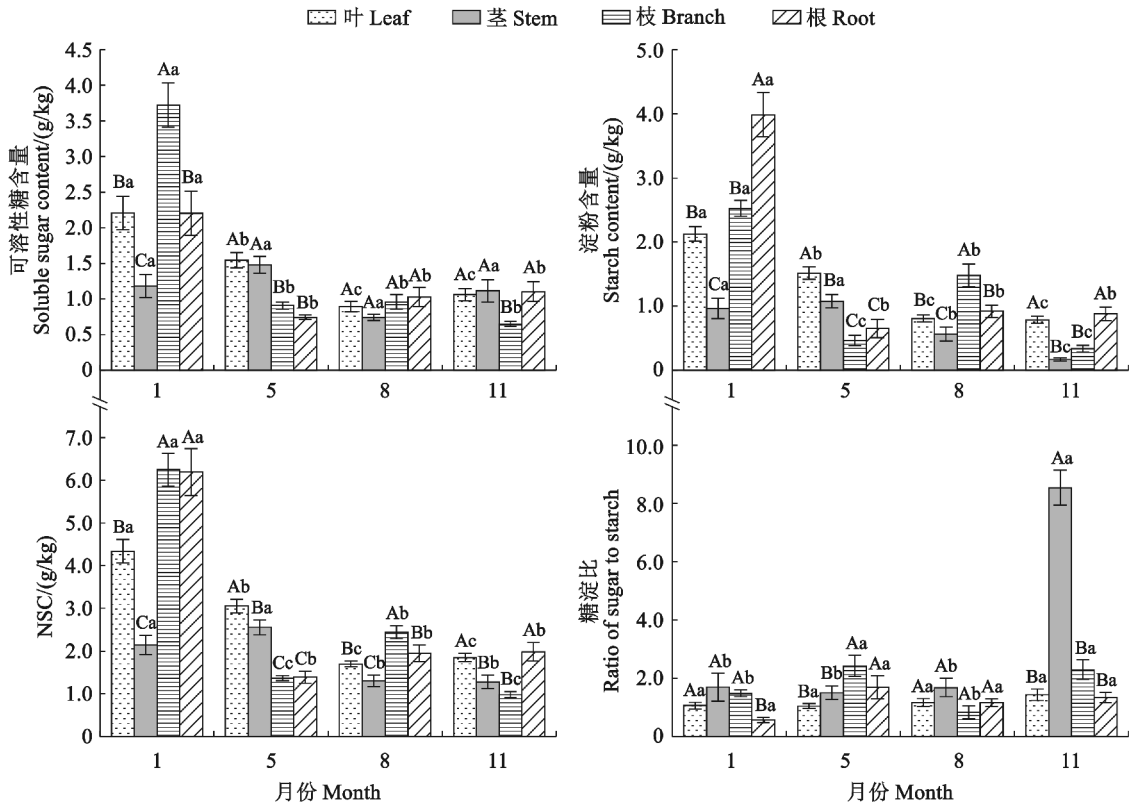 叶 Leaf 茎 Stem 枝 Branch 根 Root
可溶性糖含量
Soluble sugar content/(g/kg)
4.5
4.0
3.5
3.0
2.5
2.0
1.5
1.0
0.5
0
Ba Ca Aa Ba
Ab Aa Bb Bb
Ac Aa Ab Ab
Ac Aa Bb Ab
1 5 8 11
淀粉含量
Starch content/(g/kg)
5.0
4.0
3.0
2.0
1.0
0
Ba Ca Ba Aa
Ab Ba Cc Cb
Bc Cb Ab Bb
Ac Bc Bc Ab
1 5 8 11
NSC/(g/kg)
7.0
6.0
5.0
4.0
3.0
2.0
1.0
0
Ba Ca Aa Aa
Ab Ba Cc Cb
Bc Cb Ab Bb
Ac Bb Bc Ab
1 5 8 11
月份 Month
糖淀比
Ratio of sugar to starch
10.0
8.0
6.0
4.0
2.0
0
Aa Ab Ab Ba
Ba Bb Aa Aa
Aa Ab Ab Aa
Ba Aa Ba Ba
1 5 8 11
月份 Month